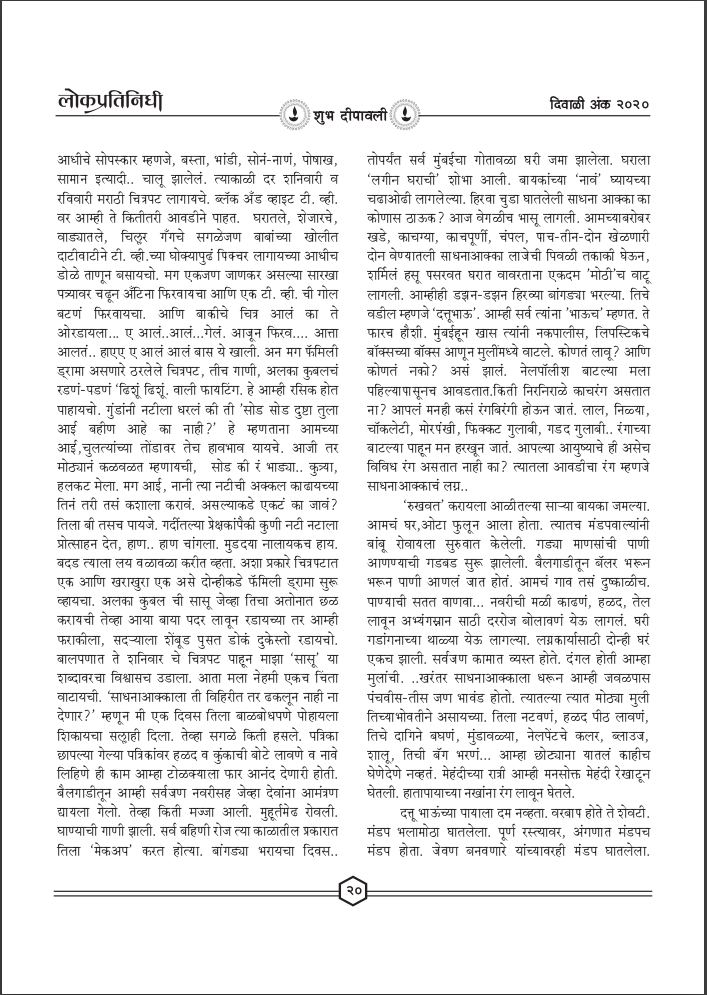 लोकप्रतिनिधी
शुभ दीपावली
दिवाळी अंक २०२०
आधीचे सोपस्कार म्हणजे, बस्ता, भांडी, सोनं-नाणं, पोषाख,
सामान इत्यादी.. चालू झालेलं. त्याकाळी दर शनिवारी व
रविवारी मराठी चित्रपट लागायचे. ब्लॅक अँड व्हाइट टी. व्ही.
वर आम्ही ते कितीतरी आवडीने पाहत. घरातले, शेजारचे,
वाड्यातले, चिल्लर गँगचे सगळेजण बाबांच्या खोलीत
दाटीवाटीने टी. व्ही.च्या घोक्यापुढं पिक्चर लागायच्या आधीच
डोळे ताणून बसायचो. मग एकजण जाणकर असल्या सारखा
पत्र्यावर चढून अँटिना फिरवायचा आणि एक टी. व्ही. ची गोल
बटणं फिरवायचा. आणि बाकीचे चित्र आलं का ते
ओरडायला... ए आलं..आलं...गेलं. आजून फिरव.... आत्ता
आलतं.. हाएए ए आलं आलं बास ये खाली. अन मग फॅमिली
ड्रामा असणारे ठरलेले चित्रपट, तीच गाणी, अलका कुबलचं
रडणं-पडणं 'ढिशूं ढिशूं. वाली फायटिंग. हे आम्ही रसिक होत
पाहायचो. गुंडांनी नटीला धरलं की ती 'सोड सोड दुष्टा तुला
आई बहीण आहे का नाही?' हे म्हणताना आमच्या
आई,चुलत्यांच्या तोंडावर तेच हावभाव यायचे. आजी तर
मोठ्यानं कळवळत म्हणायची, सोड की रं भाड्या.. कुत्र्या,
हलकट मेला. मग आई, नानी त्या नटीची अक्कल काढायच्या
तिनं तरी तसं कशाला करावं. असल्याकडे एकटं का जावं?
तिला बी तसच पायजे. गर्दीतल्या प्रेक्षकांपैकी कुणी नटी नटाला
प्रोत्साहन देत, हाण.. हाण चांगला. मुडदया नालायकच हाय.
बदड त्याला लय वळावळा करीत व्हता. अशा प्रकारे चित्रपटात
एक आणि खराखुरा एक असे दोन्हीकडे फॅमिली ड्रामा सुरू
व्हायचा. अलका कुबल ची सासू जेव्हा तिचा अतोनात छळ
करायची तेव्हा आया बाया पदर लावून रडायच्या तर आम्ही
फराकीला, सदऱ्याला शेंबूड पुसत डोकं दुकेस्तो रडायचो.
बालपणात ते शनिवार चे चित्रपट पाहून माझा 'सासू' या
शब्दावरचा विश्वासच उडाला. आता मला नेहमी एकच चिंता
वाटायची. 'साधनाआक्काला ती विहिरीत तर ढकलून नाही ना
देणार?' म्हणून मी एक दिवस तिला बाळबोधपणे पोहायला
शिकायचा सल्लाही दिला. तेव्हा सगळे किती हसले. पत्रिका
छापल्या गेल्या पत्रिकांवर हळद व कुंकाची बोटे लावणे व नावे
लिहिणे ही काम आम्हा टोळक्याला फार आनंद देणारी होती.
बैलगाडीतून आम्ही सर्वजण नवरीसह जेव्हा देवांना आमंत्रण
द्यायला गेलो. तेव्हा किती मज्जा आली. मुहूर्तमेढ रोवली.
घाण्याची गाणी झाली. सर्व बहिणी रोज त्या काळातील प्रकारात
तिला 'मेकअप' करत होत्या. बांगड्या भरायचा दिवस..
तोपर्यंत सर्व मुंबईचा गोतावळा घरी जमा झालेला. घराला
'लगीन घराची' शोभा आली. बायकांच्या 'नावं' घ्यायच्या
चढाओढी लागलेल्या. हिरवा चुडा घातलेली साधना आक्का का
कोणास ठाऊक? आज वेगळीच भासू लागली. आमच्याबरोबर
खडे, काचग्या, काचपूर्णी, चंपल, पाच-तीन-दोन खेळणारी
दोन वेण्यातली साधनाआक्का लाजेची पिवळी तकाकी घेऊन,
शर्मिलं हसू पसरवत घरात वावरताना एकदम 'मोठी'च वाटू
लागली. आम्हीही डझन-डझन हिरव्या बांगड्या भरल्या. तिचे
वडील म्हणजे 'दत्तूभाऊ'. आम्ही सर्व त्यांना 'भाऊच' म्हणत. ते
फारच हौशी. मुंबईहून खास त्यांनी नकपालीस, लिपस्टिकचे
बॉक्सच्या बॉक्स आणून मुलींमध्ये वाटले. कोणतं लावू? आणि
कोणतं नको? असं झालं. नेलपॉलीश बाटल्या मला
पहिल्यापासूनच आवडतात.किती निरनिराळे काचरंग असतात
ना? आपलं मनही कसं रंगबिरंगी होऊन जातं. लाल, निळ्या,
चॉकलेटी, मोरपंखी, फिक्कट गुलाबी, गडद गुलाबी.. रंगाच्या
बाटल्या पाहून मन हरखून जातं. आपल्या आयुष्याचे ही असेच
विविध रंग असतात नाही का? त्यातला आवडीचा रंग म्हणजे
साधनाआक्काचं लग्न..
'रुखवत' करायला आळीतल्या साऱ्या बायका जमल्या.
आमचं घर,ओटा फुलून आला होता. त्यातच मंडपवाल्यांनी
बांबू रोवायला सुरुवात केलेली. गड्या माणसांची पाणी
आणण्याची गडबड सुरू झालेली. बैलगाडीतून बॅलर भरून
भरून पाणी आणलं जात होतं. आमचं गाव तसं दुष्काळीच.
पाण्याची सतत वाणवा... नवरीची मळी काढणं, हळद, तेल
लावून अभ्यंगस्नान साठी दररोज बोलावणं येऊ लागलं. घरी
गडांगनाच्या थाळ्या येऊ लागल्या. लग्नकार्यासाठी दोन्ही घरं
एकच झाली. सर्वजण कामात व्यस्त होते. दंगल होती आम्हा
मुलांची. ..खरंतर साधनाआक्काला धरून आम्ही जवळपास
पंचवीस-तीस जण भावंड होतो. त्यातल्या त्यात मोठ्या मुली
तिच्याभोवतीने असायच्या. तिला नटवणं, हळद पीठ लावणं,
तिचे दागिने बघणं, मुंडावळ्या, नेलपेंटचे कलर, ब्लाउज,
शालू, तिची बॅग भरणं... आम्हा छोट्याना यातलं काहीच
घेणेदेणे नव्हतं. मेहंदीच्या रात्री आम्ही मनसोक्त मेहंदी रेखाटून
घेतली. हातापायाच्या नखांना रंग लावून घेतले.
दत्तू भाऊंच्या पायाला दम नव्हता. वरबाप होते ते शेवटी.
मंडप भलामोठा घातलेला. पूर्ण रस्त्यावर, अंगणात मंडपच
मंडप होता. जेवण बनवणारे यांच्यावरही मंडप घातलेला.
२०